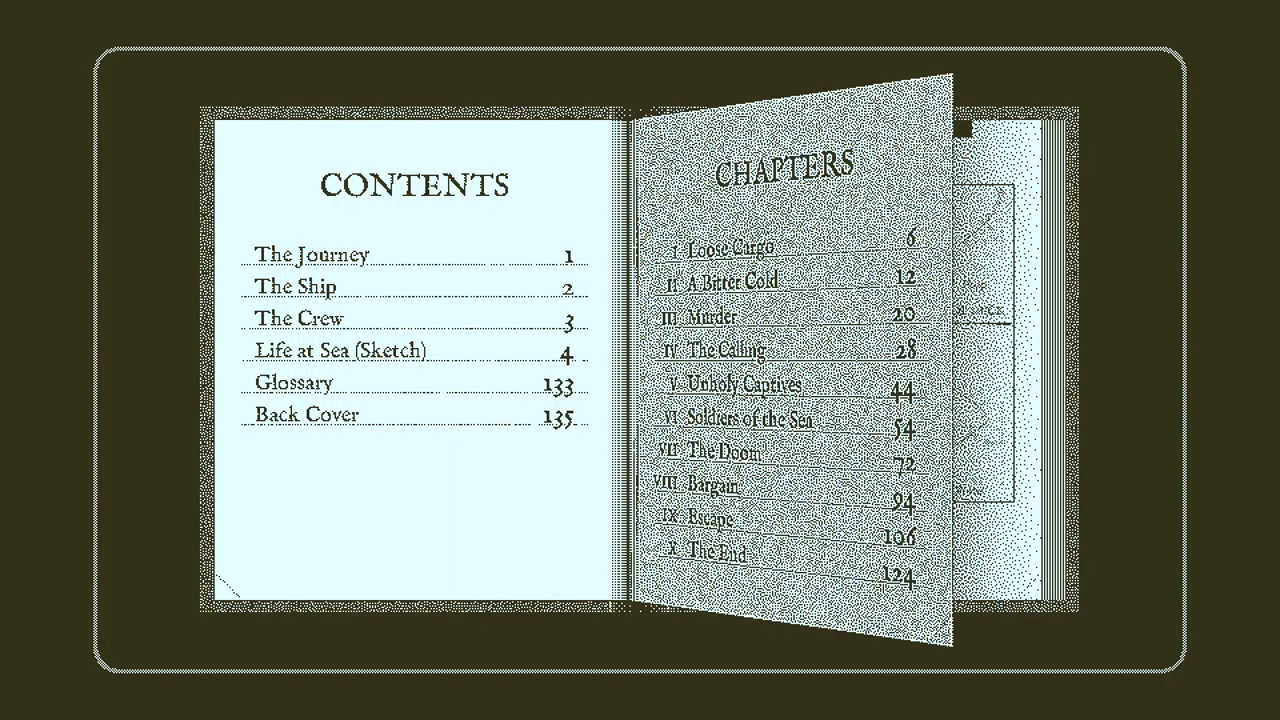 CONTENTS
The Journey 1
The Ship 2
The Crew 3
Life at Sea (Sketch) 4
Glossary 133
Back Cover 135
CHAPTERS
I Loose Cargo 6
II A Bitter Cold 12
III Murder 20
IV The Calling 28
V Unholy Captives 44
VI Soldiers of the Sea 54
VII The Doom 72
VIII Bargain 94
IX Escape 106
X The End 124